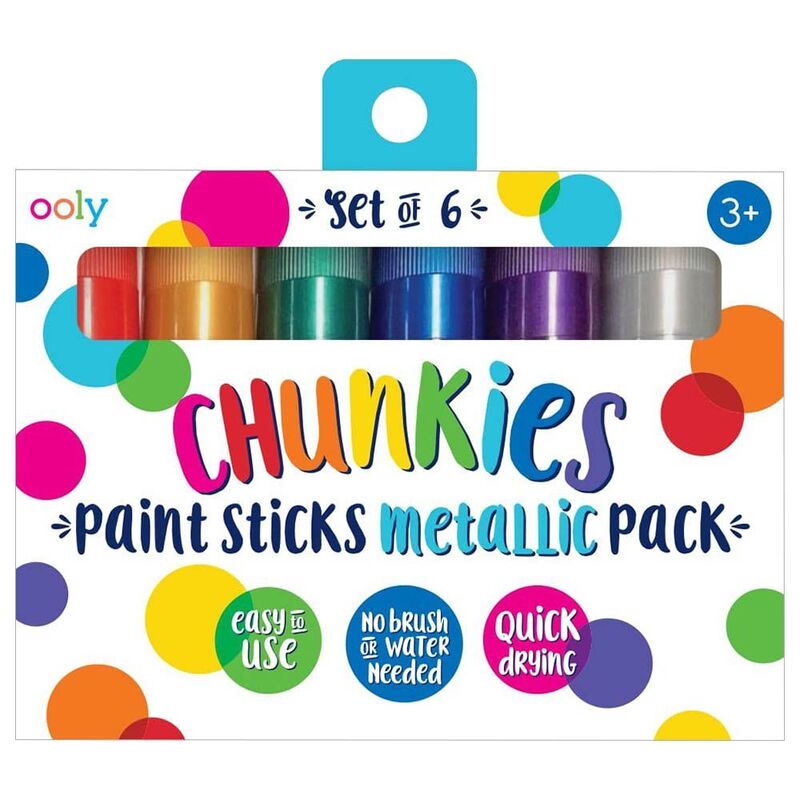 ooly
Set OF 6
3+
CHUNKIES
PAINT STICKS METALLIC PACK
easy to
USE
NO BRUSH
OR WATER
NEEDED
QUICK
DRYING